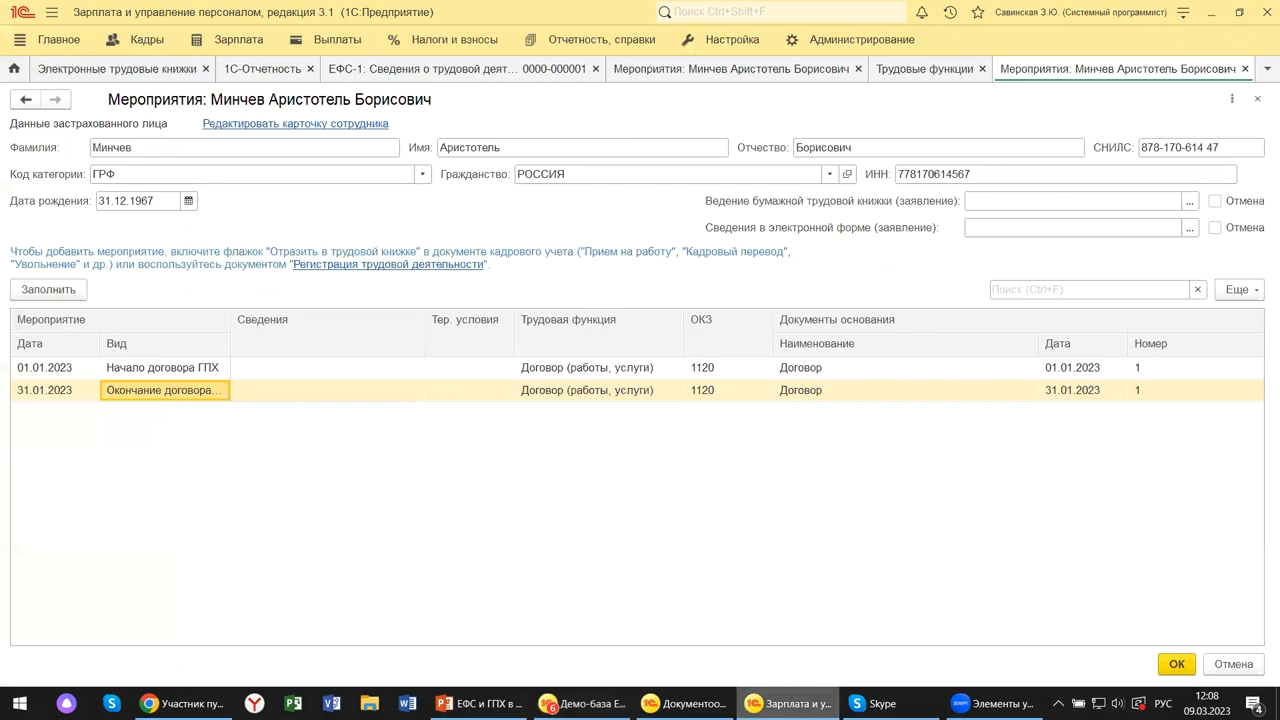 Зарплата и управление персоналом, редакция 3.1 (1С:Предприятие)
Поиск Ctrl+Shift+F
Савинская З.Ю. (Системный программист)
Главное
Кадры
Зарплата
Выплаты
Налоги и взносы
Отчетность, справки
Настройка
Администрирование
Электронные трудовые книжки
1С-Отчетность
ЕФС-1: Сведения о трудовой деят... 0000-000001
Мероприятия: Минчев Аристотель Борисович
Трудовые функции
Мероприятия: Минчев Аристотель Борисович
Мероприятия: Минчев Аристотель Борисович
Данные застрахованного лица
Редактировать карточку сотрудника
Фамилия: Минчев Имя: Аристотель Отчество: Борисович СНИЛС: 878-170-614 47
Код категории: ГРФ Гражданство: РОССИЯ ИНН: 778170614567
Дата рождения: 31.12.1967 Ведение бумажной трудовой книжки (заявление): ... Отмена
Сведения в электронной форме (заявление): ... Отмена
Чтобы добавить мероприятие, включите флажок "Отразить в трудовой книжке" в документе кадрового учета ("Прием на работу", "Кадровый перевод",
"Увольнение" и др.) или воспользуйтесь документом "Регистрация трудовой деятельности".
Заполнить
Поиск (Ctrl+F)
Еще
Мероприятие Сведения Тер. условия Трудовая функция ОКЗ Документы основания
Дата Вид Наименование Дата Номер
01.01.2023 Начало договора ГПХ Договор (работы, услуги) 1120 Договор 01.01.2023 1
31.01.2023 Окончание договора... Договор (работы, услуги) 1120 Договор 31.01.2023 1
ОК
Отмена
Участник пу...
ЕФС и ГПХ в ...
6
Демо-база Е...
Документоо...
Зарплата и у...
Skype
zoom
Элементы у...
РУС
12:08
09.03.2023
4